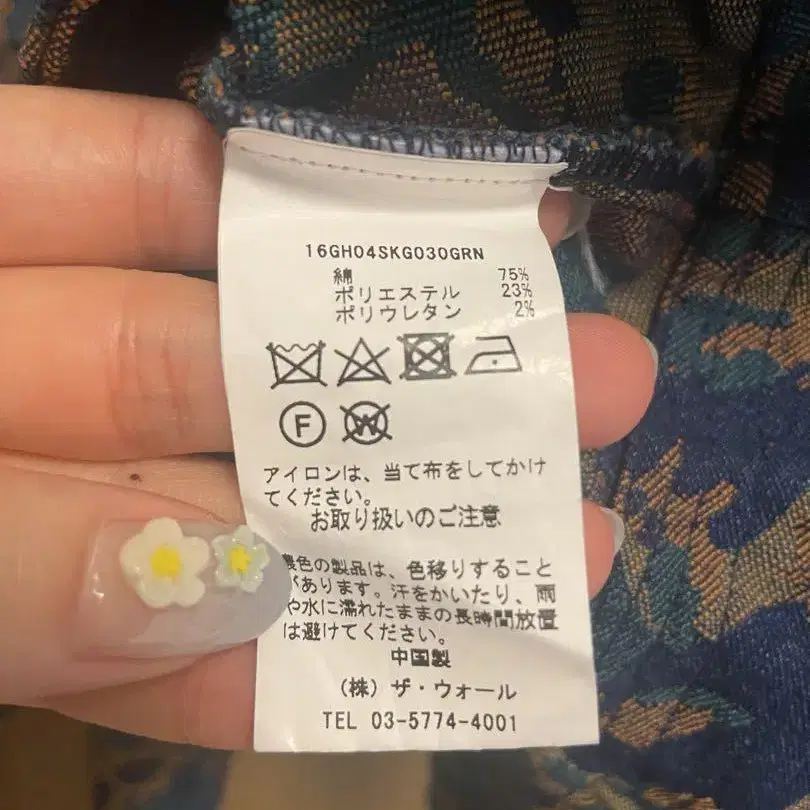 16GH04SKG030GRN
綿 75%
ポリエステル 23%
ポリウレタン 2%
F W
アイロンは、当て布をしてかけ
てください。
お取り扱いのご注意
濃色の製品は、色移りすること
があります。汗をかいたり、雨
や水に濡れたままの長時間放置
は避けてください。
中国製
(株)ザ・ウォール
TEL 03-5774-4001